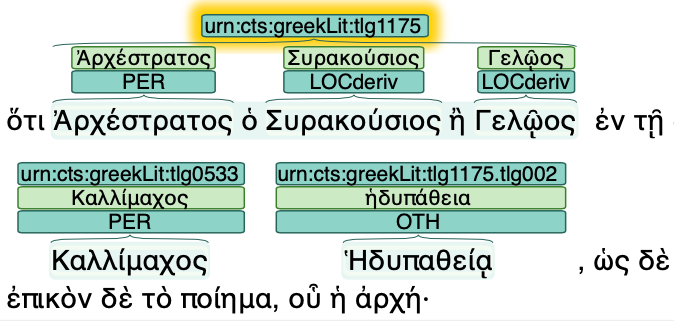 urn:cts:greekLit:tlg1175
Ἀρχέστρατος Συρακούσιος Γελῷος
PER LOCderiv LOCderiv
ὅτι Ἀρχέστρατος ὁ Συρακούσιος ἢ Γελῷος ἐν τῇ
urn:cts:greekLit:tlg0533 urn:cts:greekLit:tlg1175.tlg002
Καλλίμαχος ἡδυπάθεια
PER OTH
Καλλίμαχος Ἡδυπαθείᾳ , ὡς δὲ
ἐπικὸν δὲ τὸ ποίημα, οὗ ἡ ἀρχή·